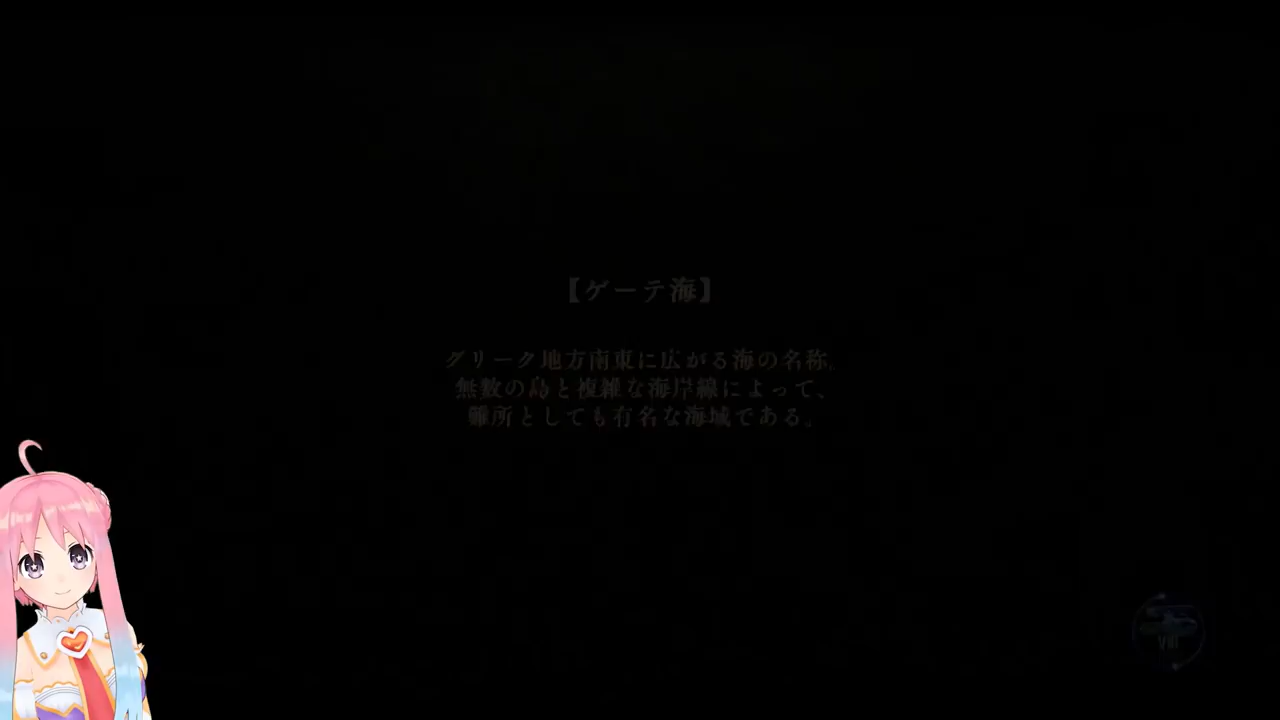 【ゲーテ海】
グリーク地方南東に広がる海の名称。
無数の島と複雑な海岸線によって、
難所としても有名な海域である。
VIII